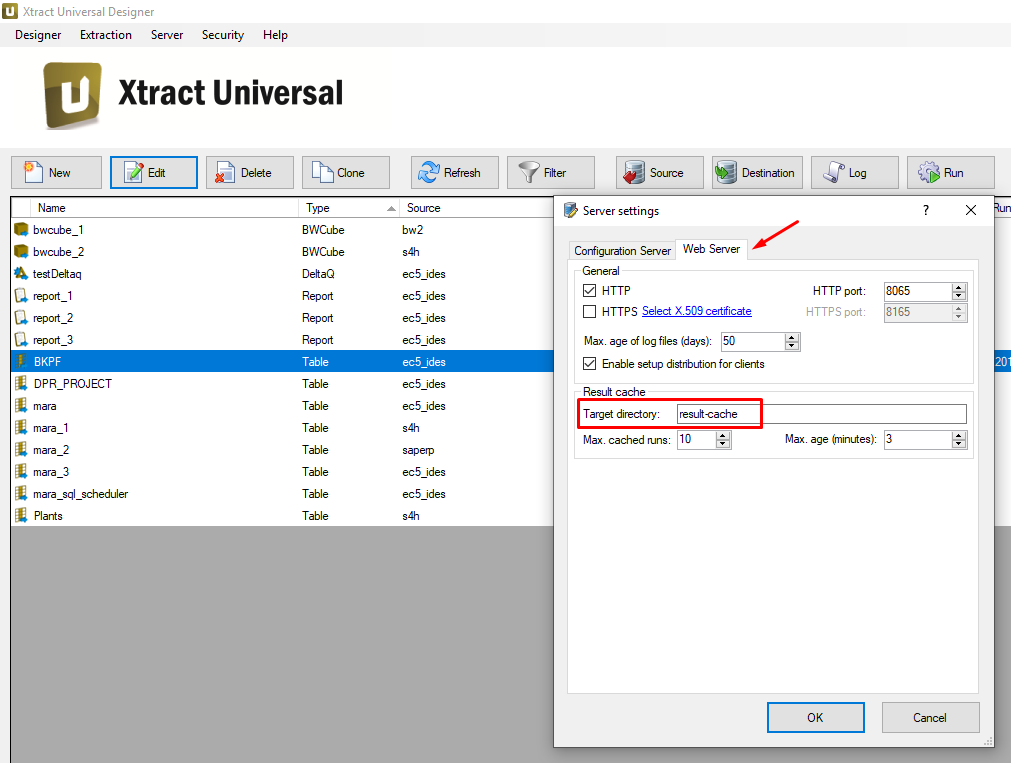 Xtract Universal Designer
Designer Extraction Server Security Help
U Xtract Universal
New Edit Delete Clone Refresh Filter Source Destination Log Run
Name Type Source
bwcube_1 BWCube bw2
bwcube_2 BWCube s4h
testDeltaq DeltaQ ec5_ides
report_1 Report ec5_ides
report_2 Report ec5_ides
report_3 Report ec5_ides
BKPF Table ec5_ides
DPR_PROJECT Table ec5_ides
mara Table ec5_ides
mara_1 Table s4h
mara_2 Table saperp
mara_3 Table ec5_ides
mara_sql_scheduler Table ec5_ides
Plants Table s4h
Run
201
Server settings ?
Configuration Server Web Server
General
HTTP HTTP port: 8065
HTTPS Select X.509 certificate HTTPS port: 8165
Max. age of log files (days): 50
Enable setup distribution for clients
Result cache
Target directory: result-cache
Max. cached runs: 10 Max. age (minutes): 3
OK Cancel